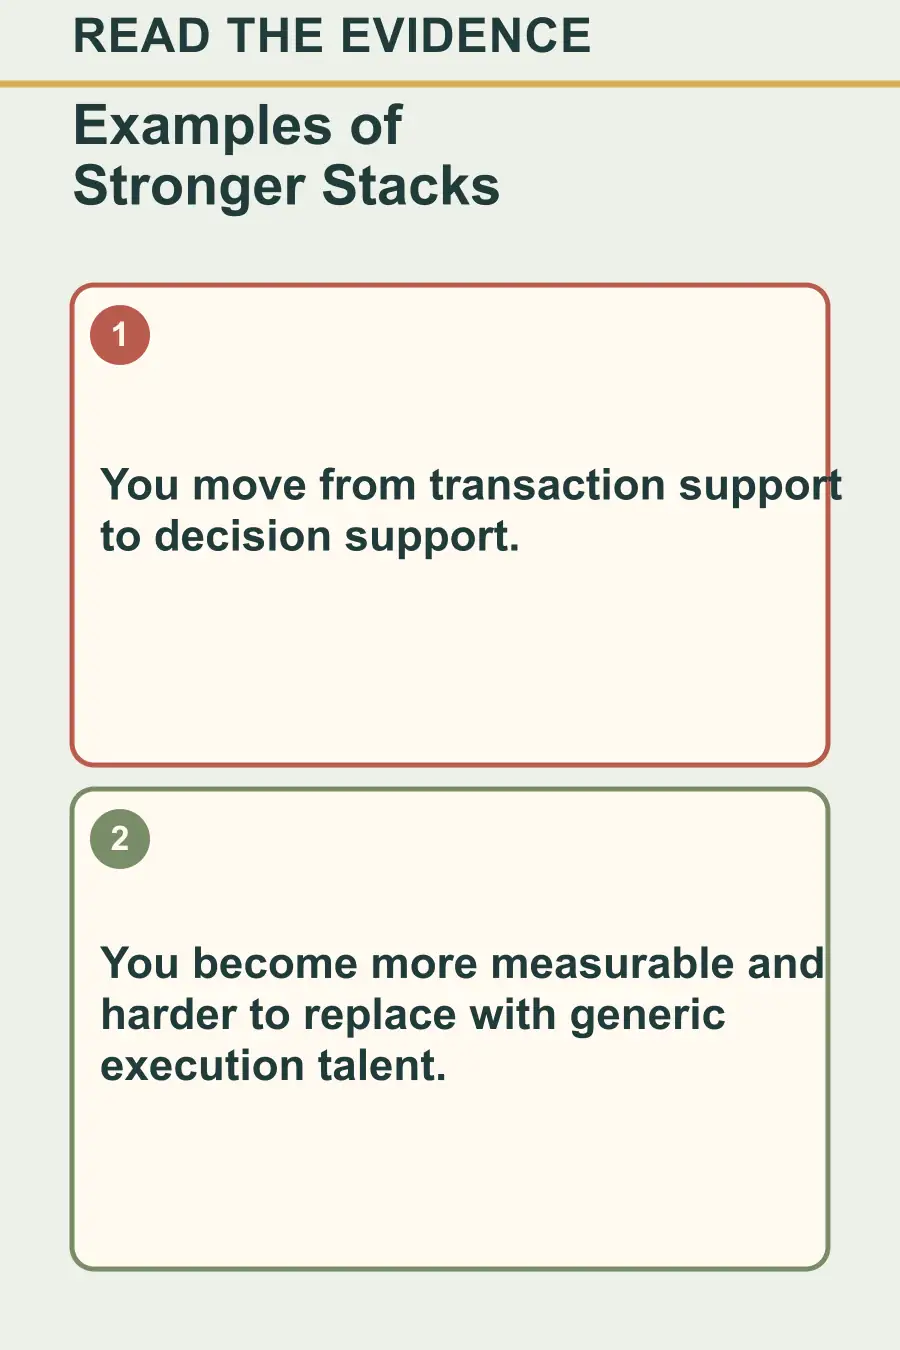 READ THE EVIDENCE
Examples of
Stronger Stacks
1
You move from transaction support
to decision support.
2
You become more measurable and
harder to replace with generic
execution talent.